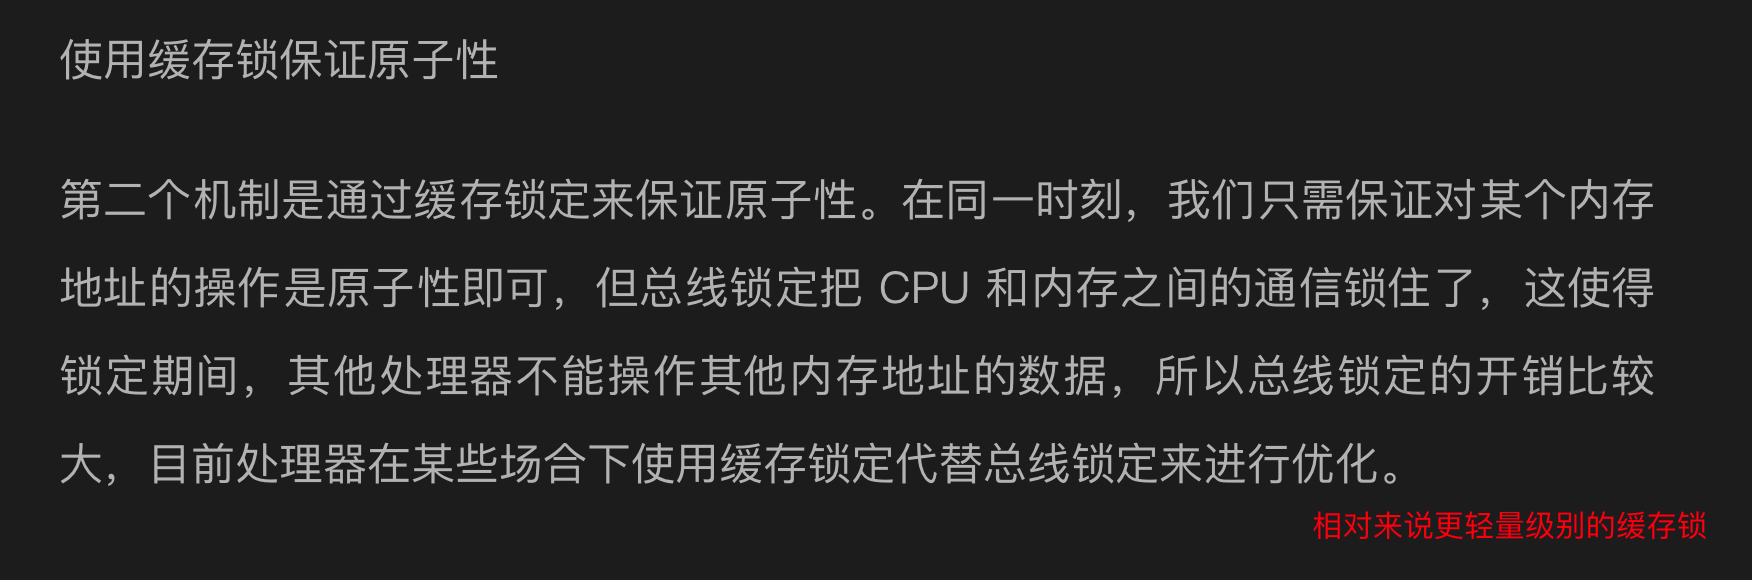 使用缓存锁保证原子性
第二个机制是通过缓存锁定来保证原子性。在同一时刻，我们只需保证对某个内存
地址的操作是原子性即可，但总线锁定把 CPU 和内存之间的通信锁住了，这使得
锁定期间，其他处理器不能操作其他内存地址的数据，所以总线锁定的开销比较
大，目前处理器在某些场合下使用缓存锁定代替总线锁定来进行优化。
相对来说更轻量级别的缓存锁